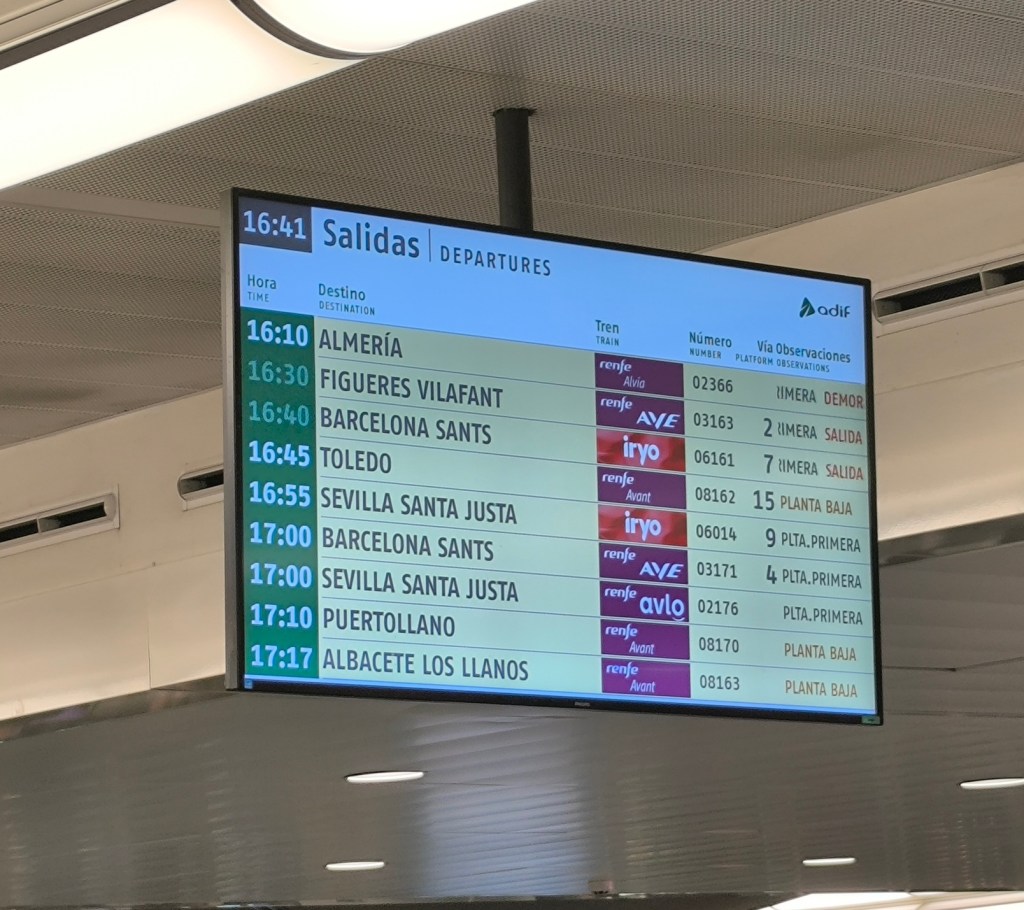 16:41 Salidas | DEPARTURES
adif
Hora Destino Tren Número Vía Observaciones
TIME DESTINATION TRAIN NUMBER PLATFORM OBSERVATIONS
16:10 ALMERÍA renfe Alvia 02366 RIMERA DEMOR
16:30 FIGUERES VILAFANT renfe AVE 03163 2 RIMERA SALIDA
16:40 BARCELONA SANTS iryo 06161 7 RIMERA SALIDA
16:45 TOLEDO renfe Avant 08162 15 PLANTA BAJA
16:55 SEVILLA SANTA JUSTA iryo 06014 9 PLTA.PRIMERA
17:00 BARCELONA SANTS renfe AVE 03171 4 PLTA.PRIMERA
17:00 SEVILLA SANTA JUSTA renfe avlo 02176 PLTA.PRIMERA
17:10 PUERTOLLANO renfe Avant 08170 PLANTA BAJA
17:17 ALBACETE LOS LLANOS renfe Avant 08163 PLANTA BAJA
PHILIPS